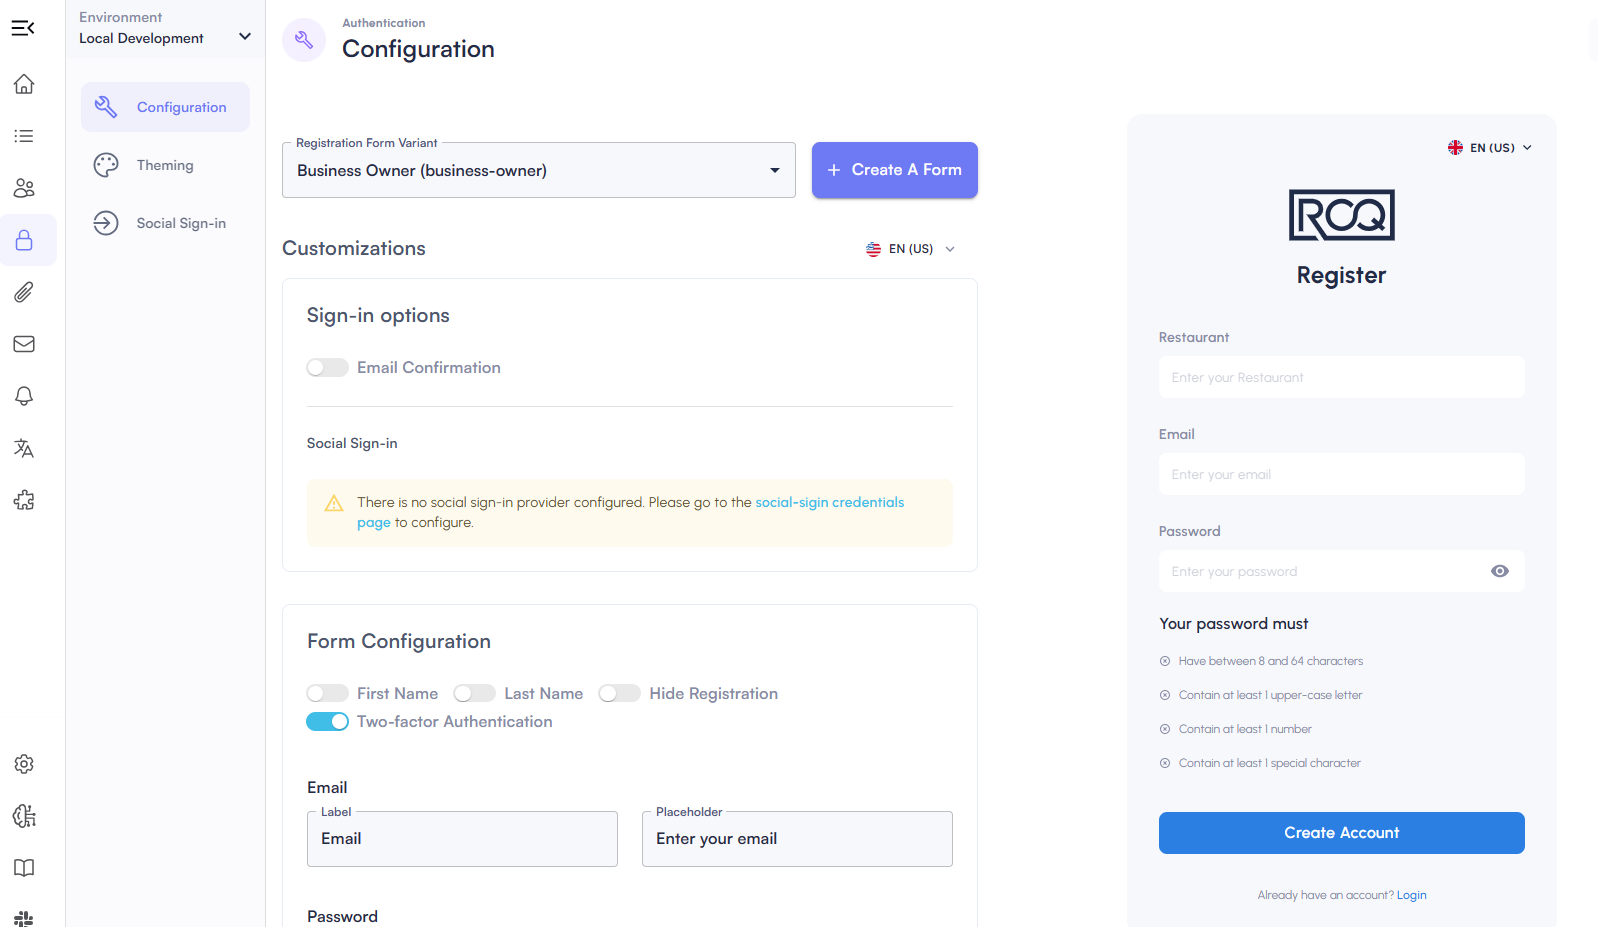 Environment
Local Development
Configuration
Theming
Social Sign-in
Authentication
Configuration
Registration Form Variant
Business Owner (business-owner)
+ Create A Form
Customizations
EN (US)
Sign-in options
Email Confirmation
Social Sign-in
There is no social sign-in provider configured. Please go to the social-sigin credentials
page to configure.
Form Configuration
First Name
Last Name
Hide Registration
Two-factor Authentication
Email
Label
Email
Placeholder
Enter your email
Password
EN (US)
ROQ
Register
Restaurant
Enter your Restaurant
Email
Enter your email
Password
Enter your password
Your password must
Have between 8 and 64 characters
Contain at least 1 upper-case letter
Contain at least 1 number
Contain at least 1 special character
Create Account
Already have an account? Login